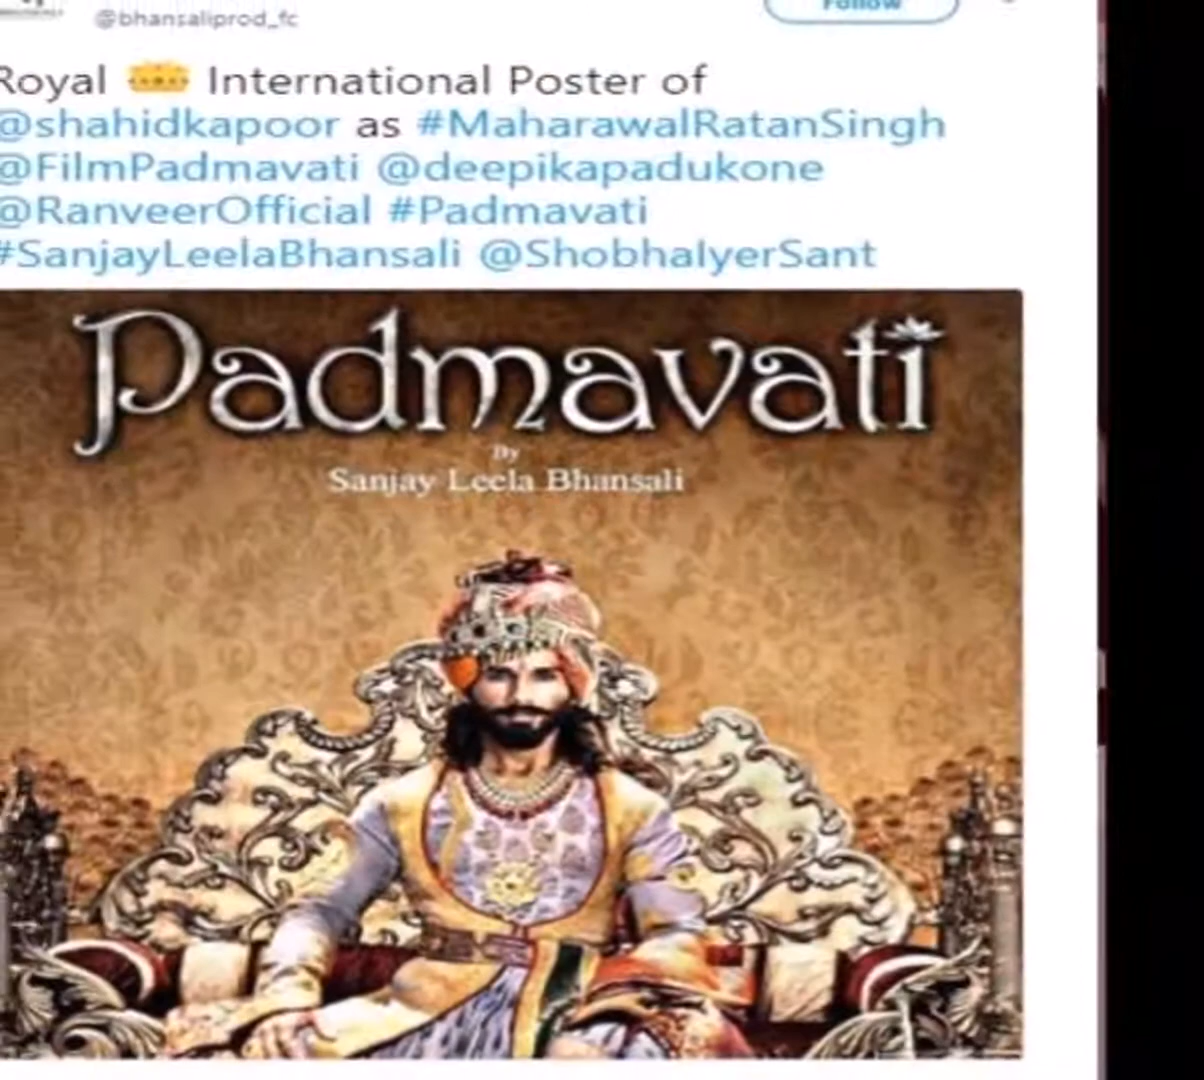 @bhansaliprod_fc
Follow
Royal International Poster of
@shahidkapoor as #MaharawalRatanSingh
@FilmPadmavati @deepikapadukone
@RanveerOfficial #Padmavati
#SanjayLeelaBhansali @ShobhaIyerSant
Padmavati
By
Sanjay Leela Bhansali